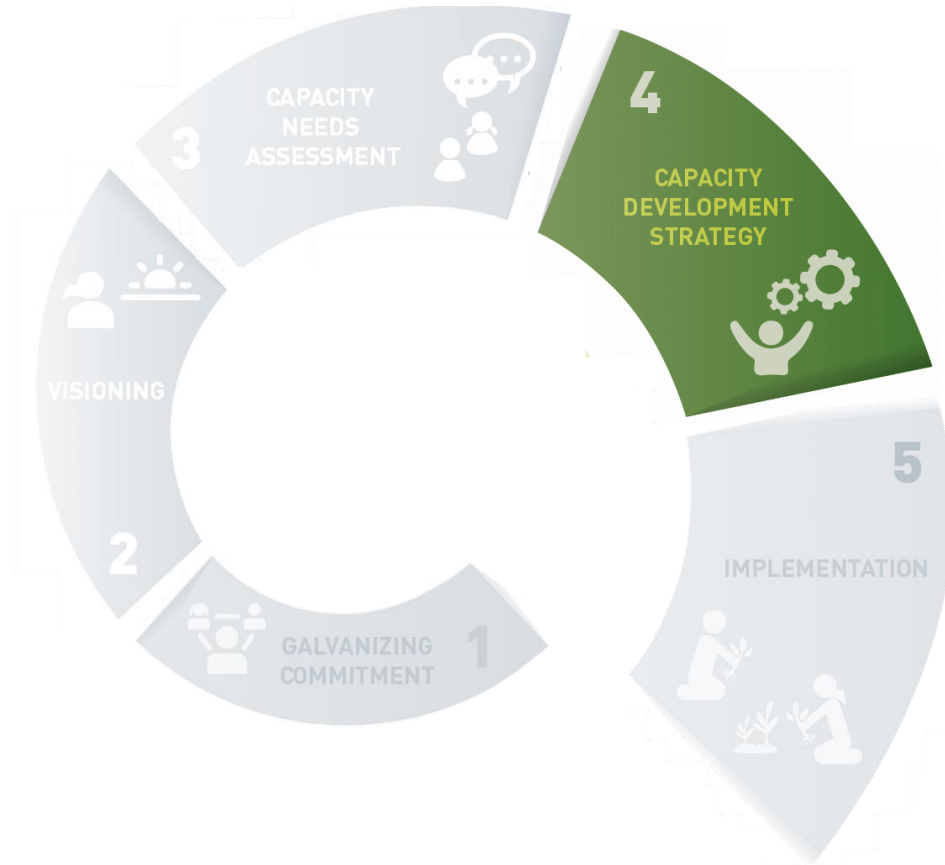 1
GALVANIZING
COMMITMENT
2
VISIONING
3
CAPACITY
NEEDS
ASSESSMENT
4
CAPACITY
DEVELOPMENT
STRATEGY
5
IMPLEMENTATION